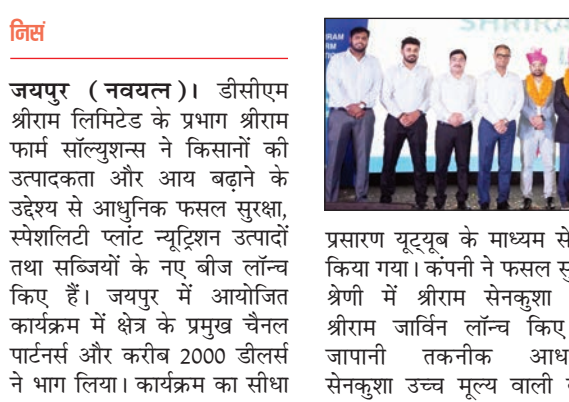 निसं
जयपुर (नवयत्न)। डीसीएम
श्रीराम लिमिटेड के प्रभाग श्रीराम
फार्म सॉल्युशन्स ने किसानों की
उत्पादकता और आय बढ़ाने के
उद्देश्य से आधुनिक फसल सुरक्षा,
स्पेशलिटी प्लांट न्यूट्रिशन उत्पादों
तथा सब्जियों के नए बीज लॉन्च
किए हैं। जयपुर में आयोजित
कार्यक्रम में क्षेत्र के प्रमुख चैनल
पार्टनर्स और करीब 2000 डीलर्स
ने भाग लिया। कार्यक्रम का सीधा
SHRIRA
प्रसारण यूट्यूब के माध्यम से
किया गया। कंपनी ने फसल सु
श्रेणी में श्रीराम सेनकुशा
श्रीराम जार्विन लॉन्च किए
जापानी तकनीक आध
सेनकुशा उच्च मूल्य वाली